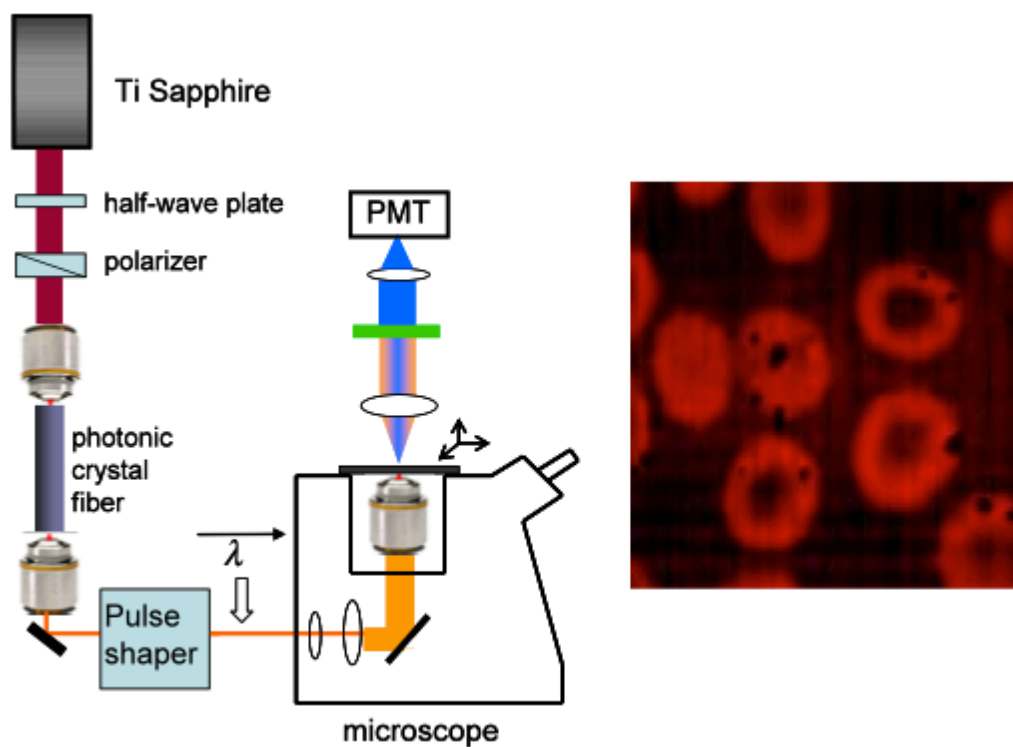 Ti Sapphire
half-wave plate
PMT
polarizer
photonic
crystal
fiber
λ
Pulse
shaper
microscope